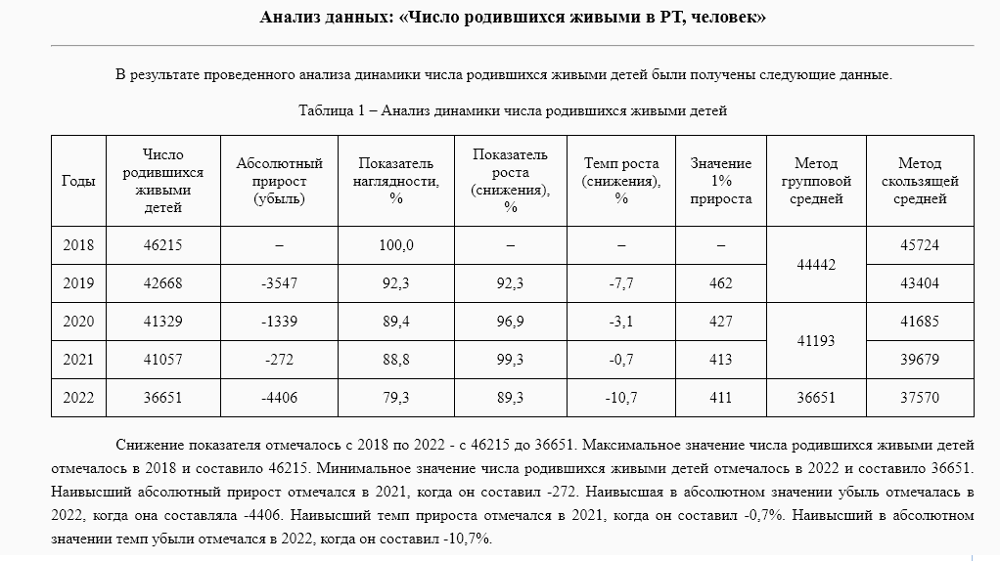 Анализ данных: «Число родившихся живыми в РТ, человек»
В результате проведенного анализа динамики числа родившихся живыми детей были получены следующие данные.
Таблица 1 – Анализ динамики числа родившихся живыми детей
Годы
Число
родившихся
живыми
детей
Абсолютный
прирост
(убыль)
Показатель
наглядности,
%
Показатель
роста
(снижения),
%
Темп роста
(снижения),
%
Значение
1%
прироста
Метод
групповой
средней
Метод
скользящей
средней
2018 46215 – 100,0 – – – 44442 45724
2019 42668 -3547 92,3 92,3 -7,7 462 43404
2020 41329 -1339 89,4 96,9 -3,1 427 41193 41685
2021 41057 -272 88,8 99,3 -0,7 413 39679
2022 36651 -4406 79,3 89,3 -10,7 411 36651 37570
Снижение показателя отмечалось с 2018 по 2022 - с 46215 до 36651. Максимальное значение числа родившихся живыми детей
отмечалось в 2018 и составило 46215. Минимальное значение числа родившихся живыми детей отмечалось в 2022 и составило 36651.
Наивысший абсолютный прирост отмечался в 2021, когда он составил -272. Наивысшая в абсолютном значении убыль отмечалась в
2022, когда она составляла -4406. Наивысший темп прироста отмечался в 2021, когда он составил -0,7%. Наивысший в абсолютном
значении темп убыли отмечался в 2022, когда он составил -10,7%.